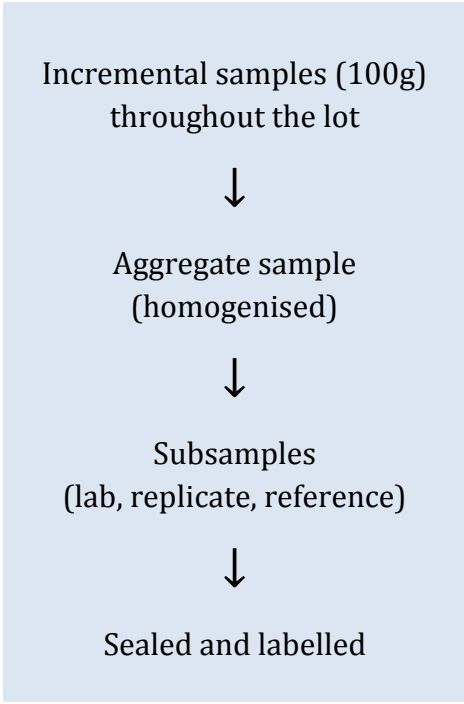 Incremental samples (100g)
throughout the lot
↓
Aggregate sample
(homogenised)
↓
Subsamples
(lab, replicate, reference)
↓
Sealed and labelled